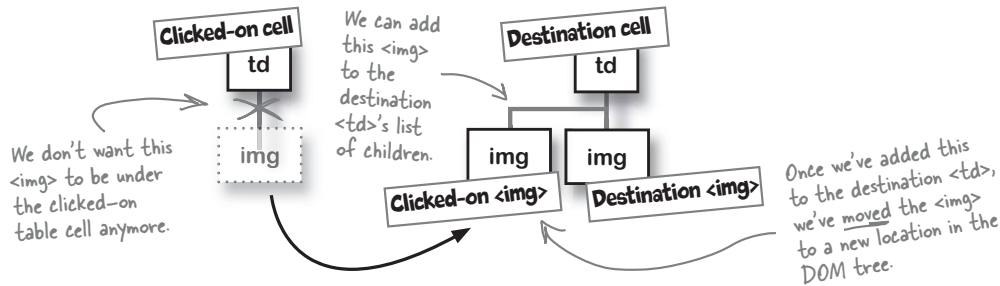 Clicked-on cell
td
img
We don't want this
<img> to be under
the clicked-on
table cell anymore.
We can add
this <img>
to the
destination
<td>'s list
of children.
Destination cell
td
img
img
Clicked-on <img>
Destination <img>
Once we've added this
to the destination <td>,
we've moved the <img>
to a new location in the
DOM tree.